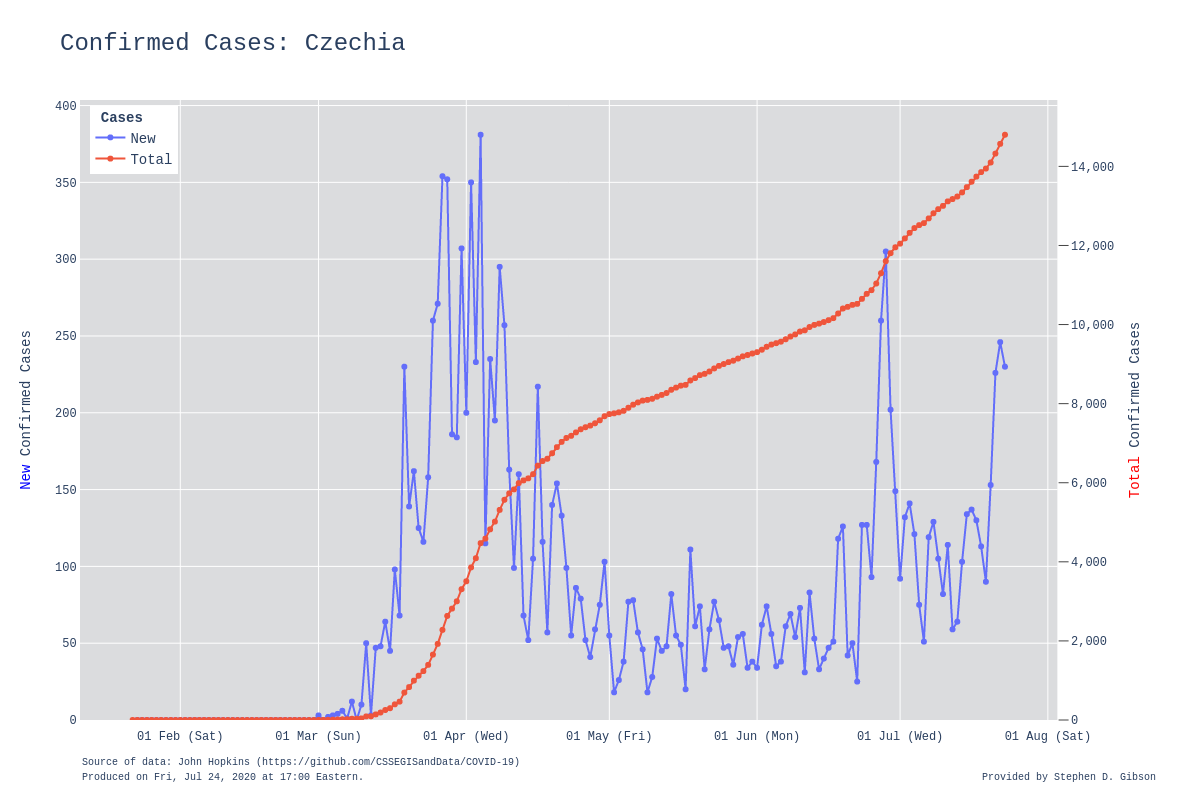 Confirmed Cases: Czechia
Cases
New
Total
400
350
300
250
200
150
100
50
0
14,000
12,000
10,000
8,000
6,000
4,000
2,000
0
New Confirmed Cases
Total Confirmed Cases
01 Feb (Sat) 01 Mar (Sun) 01 Apr (Wed) 01 May (Fri) 01 Jun (Mon) 01 Jul (Wed) 01 Aug (Sat)
Source of data: John Hopkins (https://github.com/CSSEGISandData/COVID-19)
Produced on Fri, Jul 24, 2020 at 17:00 Eastern.
Provided by Stephen D. Gibson